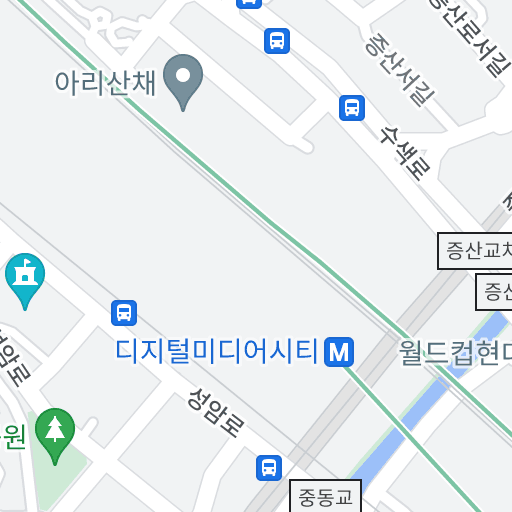 증산로서길
증산서길
아리산채
수색로
증산교차
증산
디지털미디어시티
M
월드컵현대
성암로
성암로
원
중동교